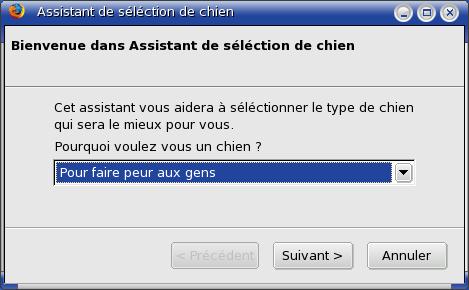 Assistant de séléction de chien
Bienvenue dans Assistant de séléction de chien
Cet assistant vous aidera à séléctionner le type de chien
qui sera le mieux pour vous.
Pourquoi voulez vous un chien ?
Pour faire peur aux gens
< Précédent
Suivant >
Annuler